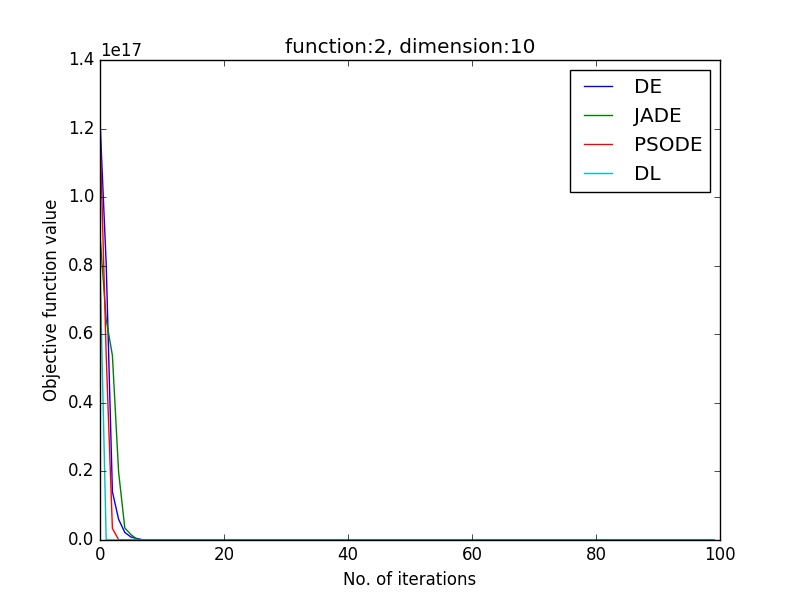 function:2, dimension:10
1e17
1.4
1.2
1.0
0.8
0.6
0.4
0.2
0.0
Objective function value
DE
JADE
PSODE
DL
0 20 40 60 80 100
No. of iterations